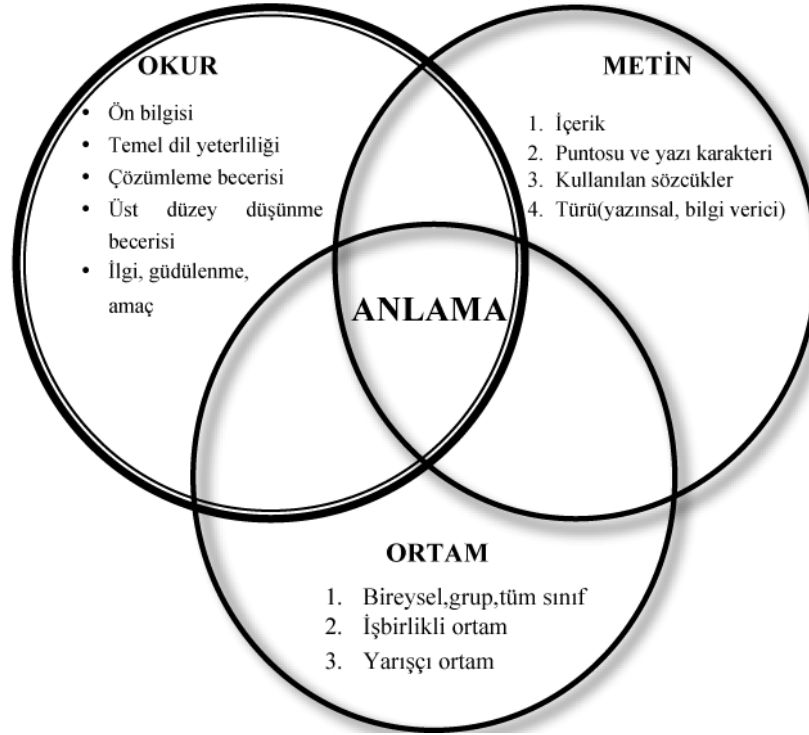 OKUR
• Ön bilgisi
• Temel dil yeterliliği
• Çözümleme becerisi
• Üst düzey düşünme
becerisi
• İlgi, güdülenme,
amaç
METİN
1. İçerik
2. Puntosu ve yazı karakteri
3. Kullanılan sözcükler
4. Türü(yazınsal, bilgi verici)
ANLAMA
ORTAM
1. Bireysel,grup,tüm sınıf
2. İşbirlikli ortam
3. Yarışçı ortam